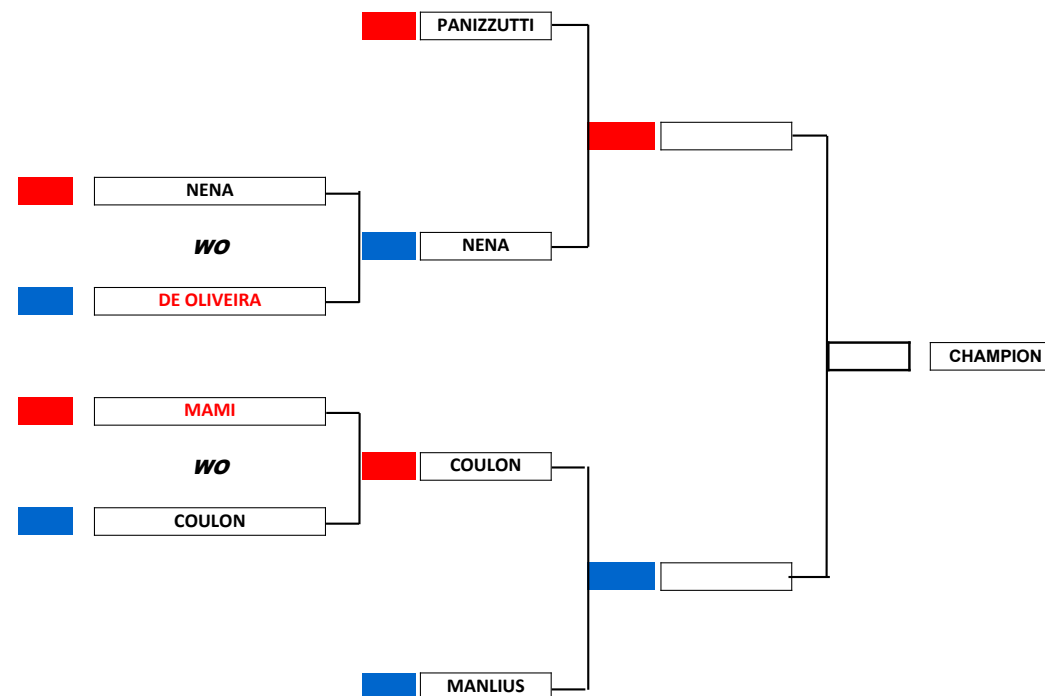 PANIZZUTTI
NENA
WO
NENA
DE OLIVEIRA
CHAMPION
MAMI
WO
COULON
COULON
MANLIUS